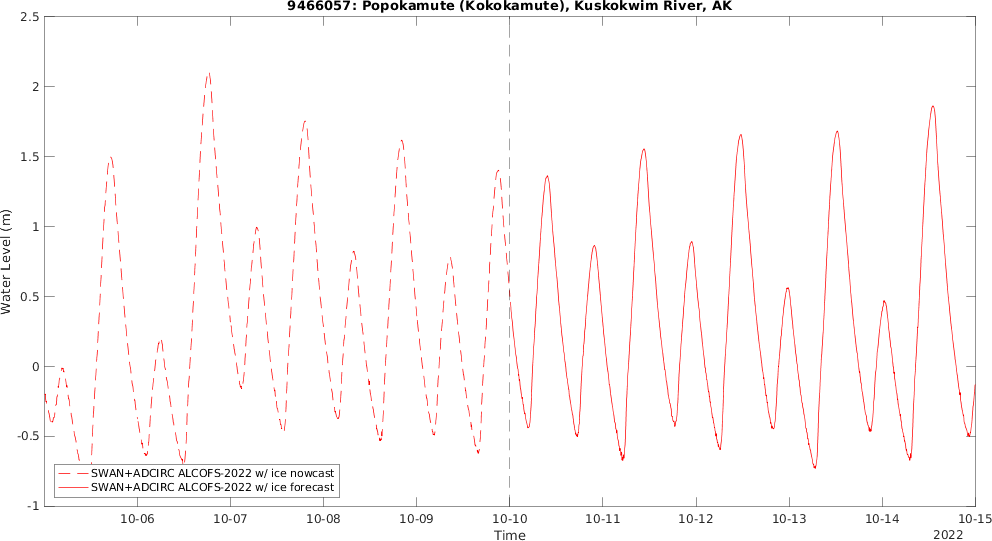 9466057: Popokamute (Kokokamute), Kuskokwim River, AK
2.5
2
1.5
1
0.5
0
-0.5
-1
Water Level (m)
SWAN+ADCIRC ALCOFS-2022 w/ ice nowcast
SWAN+ADCIRC ALCOFS-2022 w/ ice forecast
10-06 10-07 10-08 10-09 10-10 10-11 10-12 10-13 10-14 10-15
Time
2022